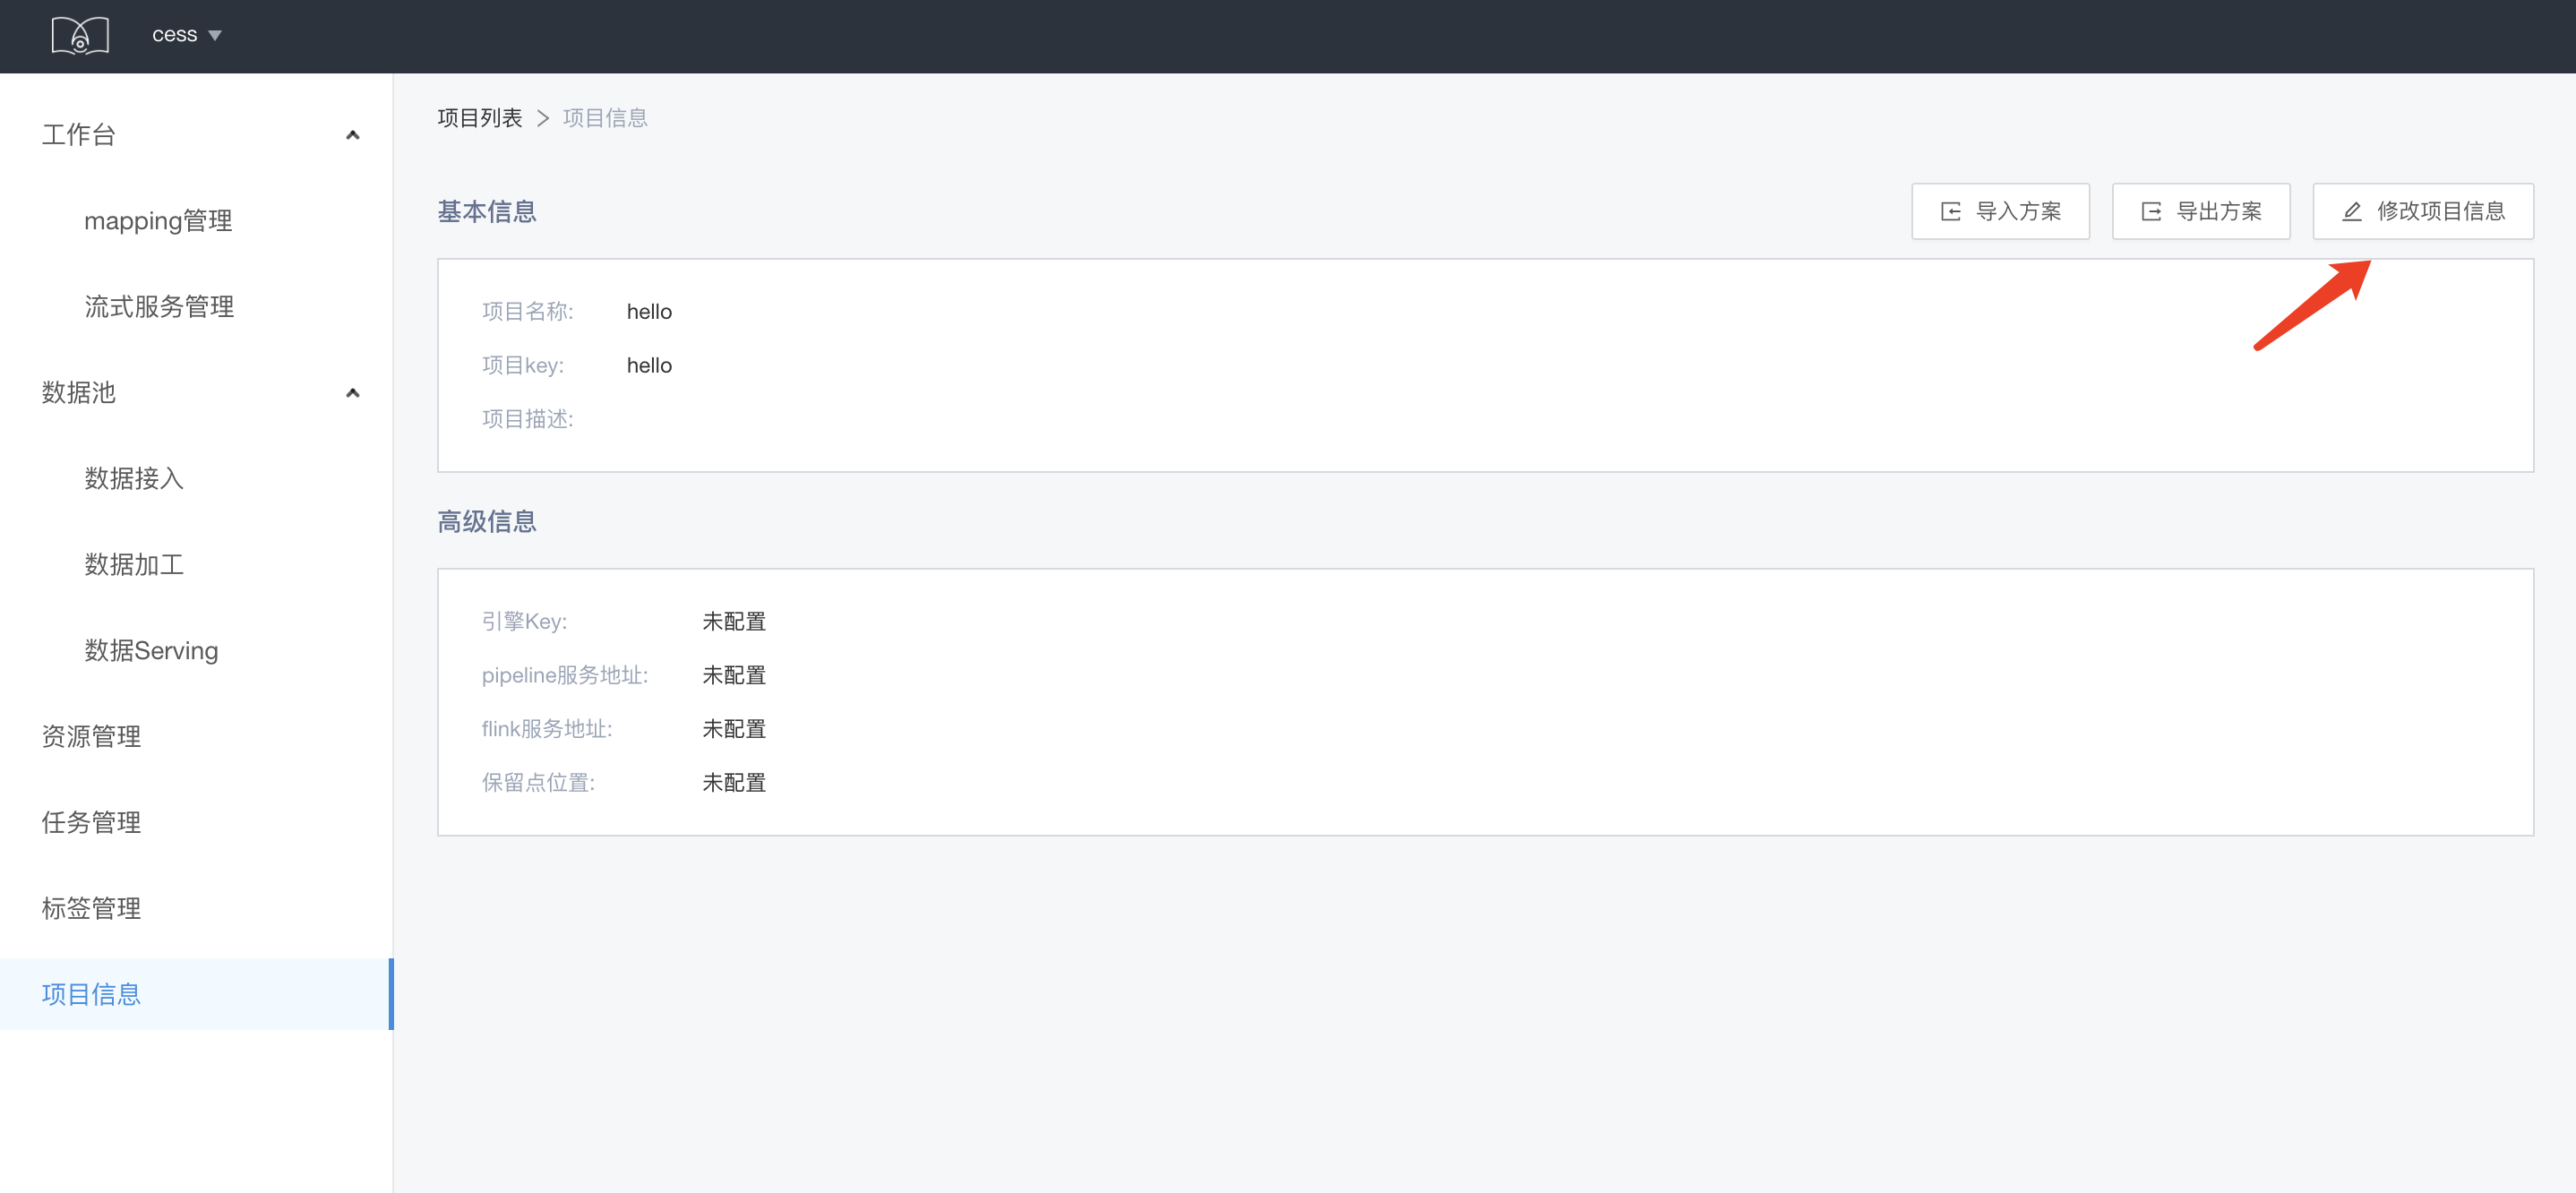 cess
工作台
mapping管理
流式服务管理
数据池
数据接入
数据加工
数据Serving
资源管理
任务管理
标签管理
项目信息
项目列表 > 项目信息
基本信息
导入方案
导出方案
修改项目信息
项目名称: hello
项目key: hello
项目描述:
高级信息
引擎Key: 未配置
pipeline服务地址: 未配置
flink服务地址: 未配置
保留点位置: 未配置